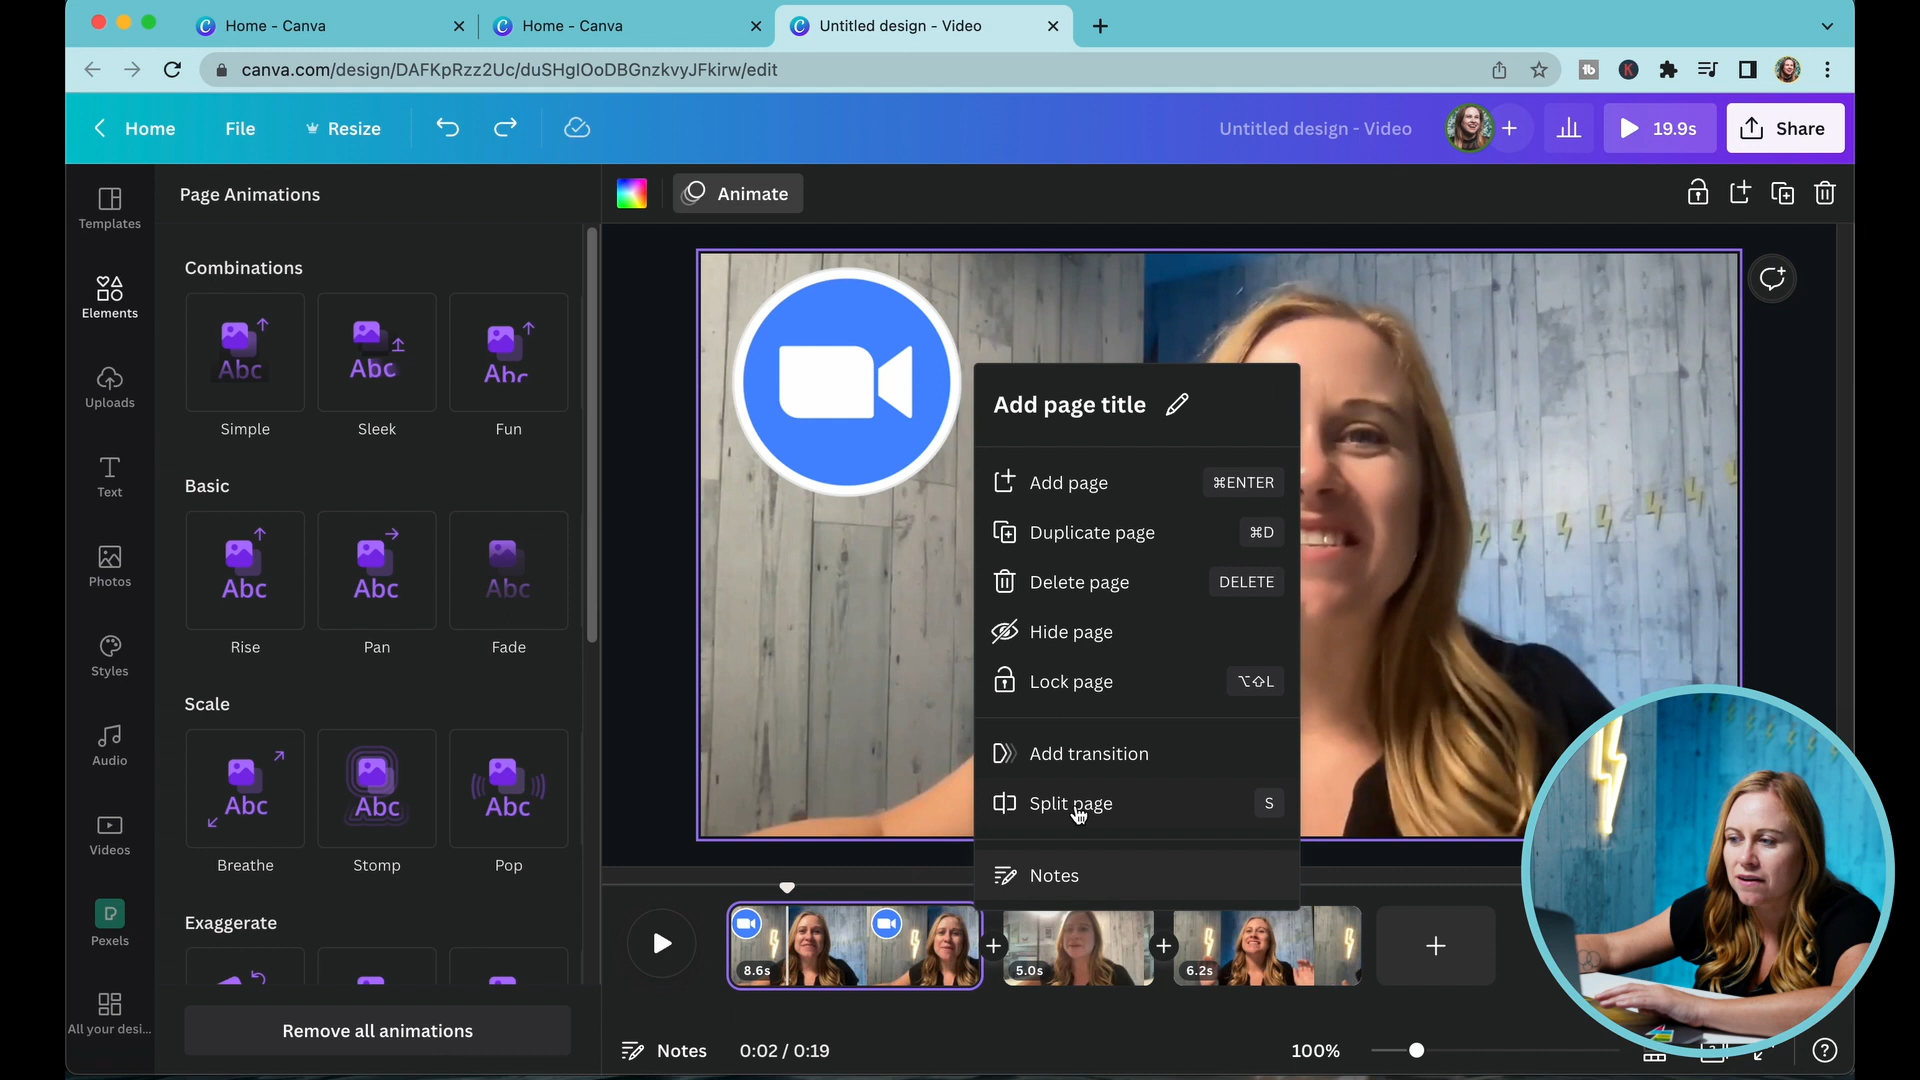 Home - Canva
Home - Canva
Untitled design - Video
canva.com/design/DAFKpRzz2Uc/duSHgIOoDBGnzkvyJFkirw/edit
tb
K
Home
File
Resize
Untitled design - Video
19.9s
Share
Templates
Elements
Uploads
Text
Photos
Styles
Audio
Videos
Pexels
All your desi...
Page Animations
Combinations
Abc
Abc
Abc
Simple
Sleek
Fun
Basic
Abc
Abc
Abc
Rise
Pan
Fade
Scale
Abc
Abc
Abc
Breathe
Stomp
Pop
Exaggerate
Remove all animations
Animate
Add page title
Add page ⌘ENTER
Duplicate page ⌘D
Delete page DELETE
Hide page
Lock page ⌥⇧L
Add transition
Split page S
Notes
8.6s
5.0s
6.2s
Notes
0:02 / 0:19
100%